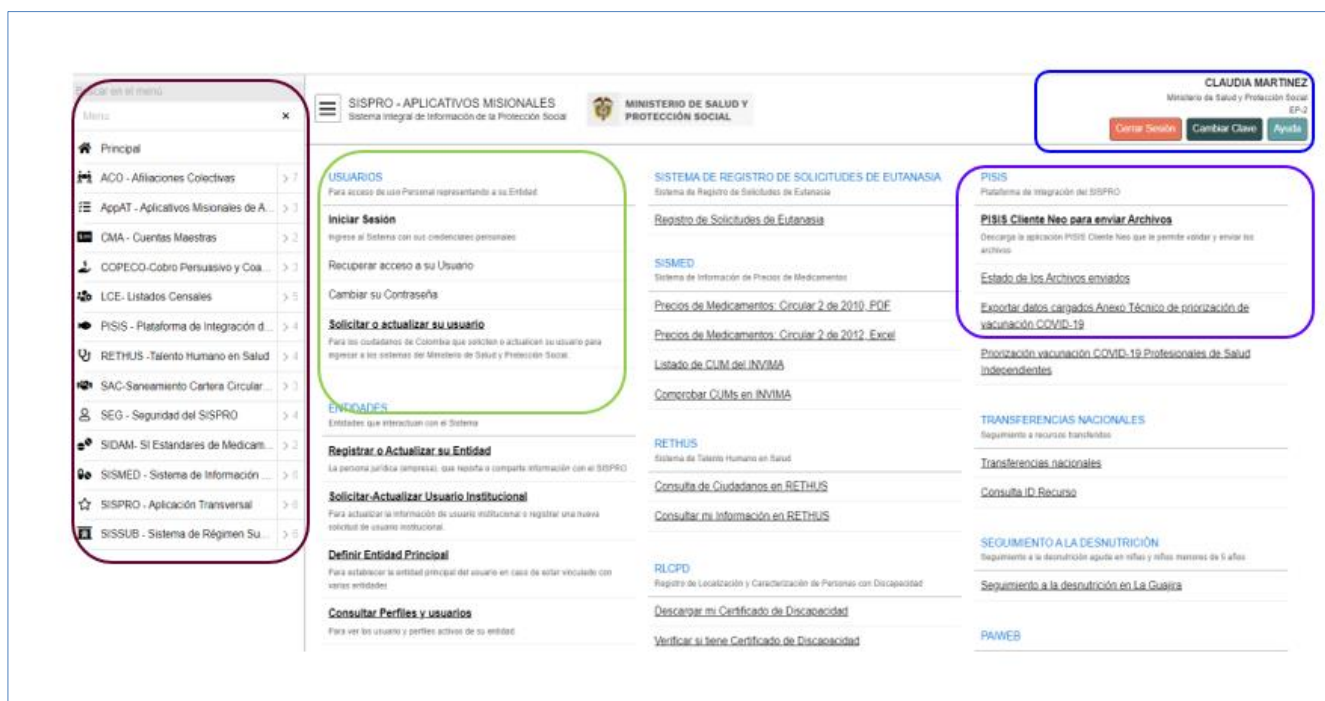 Buscar en el menú
Menu ×
Principal
ACO - Afiliaciones Colectivas > 7
AppAT - Aplicativos Misionales de A... > 3
CMA - Cuentas Maestras > 2
COPECO-Cobro Persuasivo y Coa... > 3
LCE- Listados Censales > 5
PISIS - Plataforma de Integración d... > 4
RETHUS -Talento Humano en Salud > 4
SAC-Saneamiento Cartera Circular... > 3
SEG - Seguridad del SISPRO > 4
SIDAM- SI Estandares de Medicam... > 2
SISMED - Sistema de Información ... > 6
SISPRO - Aplicación Transversal > 6
SISSUB - Sistema de Régimen Su... > 6
SISPRO - APLICATIVOS MISIONALES
Sistema Integral de Información de la Protección Social
MINISTERIO DE SALUD Y
PROTECCIÓN SOCIAL
CLAUDIA MARTINEZ
Ministerio de Salud y Protección Social
EP-2
Cerrar Sesión Cambiar Clave Ayuda
USUARIOS
Para acceso de uso Personal representando a su Entidad
Iniciar Sesión
Ingrese al Sistema con sus credenciales personales
Recuperar acceso a su Usuario
Cambiar su Contraseña
Solicitar o actualizar su usuario
Para los ciudadanos de Colombia que soliciten o actualicen su usuario para
ingresar a los sistemas del Ministerio de Salud y Protección Social.
ENTIDADES
Entidades que interactuan con el Sistema
Registrar o Actualizar su Entidad
La persona jurídica (empresa), que reporta o comparte información con el SISPRO
Solicitar-Actualizar Usuario Institucional
Para actualizar la información de usuario institucional o registrar una nueva
solicitud de usuario institucional.
Definir Entidad Principal
Para establecer la entidad principal del usuario en caso de estar vinculado con
varias entidades
Consultar Perfiles y usuarios
Para ver los usuario y perfiles activos de su entidad
SISTEMA DE REGISTRO DE SOLICITUDES DE EUTANASIA
Sistema de Registro de Solicitudes de Eutanasia
Registro de Solicitudes de Eutanasia
SISMED
Sistema de Información de Precios de Medicamentos
Precios de Medicamentos: Circular 2 de 2010, PDF
Precios de Medicamentos: Circular 2 de 2012, Excel
Listado de CUM del INVIMA
Comprobar CUMs en INVIMA
RETHUS
Sistema de Talento Humano en Salud
Consulta de Ciudadanos en RETHUS
Consultar mi Información en RETHUS
RLCPD
Registro de Localización y Caracterización de Personas con Discapacidad
Descargar mi Certificado de Discapacidad
Verificar si tiene Certificado de Discapacidad
PISIS
Plataforma de Integración del SISPRO
PISIS Cliente Neo para enviar Archivos
Descarga la aplicación PISIS Cliente Neo que le permite validar y enviar los
archivos
Estado de los Archivos enviados
Exportar datos cargados Anexo Técnico de priorización de
vacunación COVID-19
Priorización vacunación COVID-19 Profesionales de Salud
Independientes
TRANSFERENCIAS NACIONALES
Seguimiento a recursos transferidos
Transferencias nacionales
Consulta ID Recurso
SEGUIMIENTO A LA DESNUTRICIÓN
Seguimiento a la desnutrición aguda en niñas y niños menores de 5 años
Seguimiento a la desnutrición en La Guajira
PAIWEB